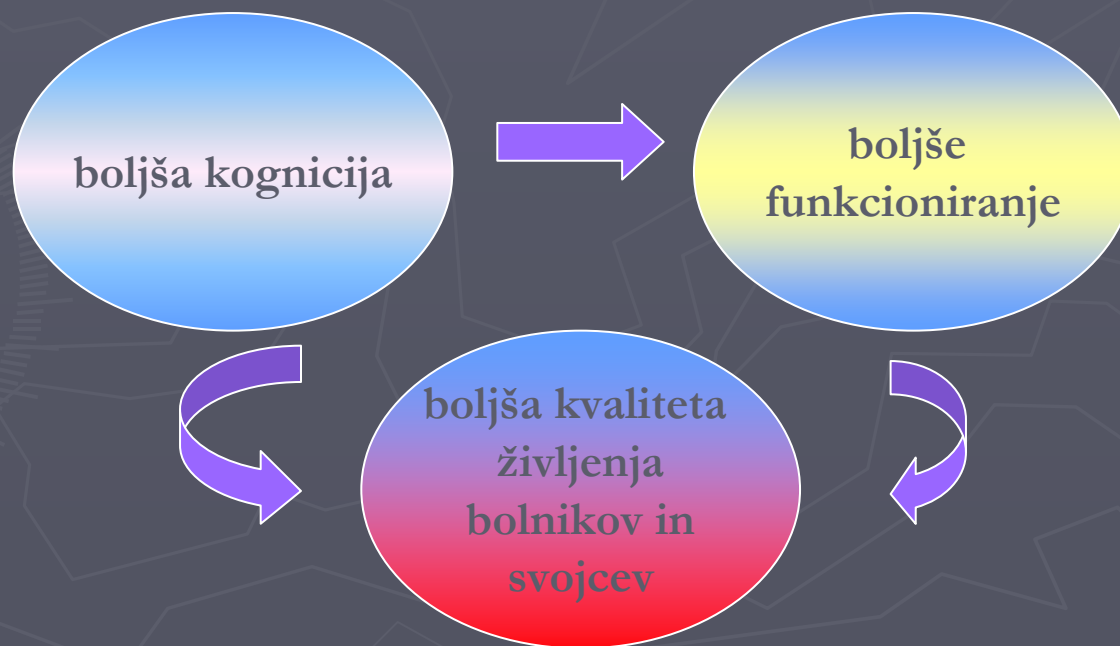 boljša kognicija
boljše
funkcioniranje
boljša kvaliteta
življenja
bolnikov in
svojcev